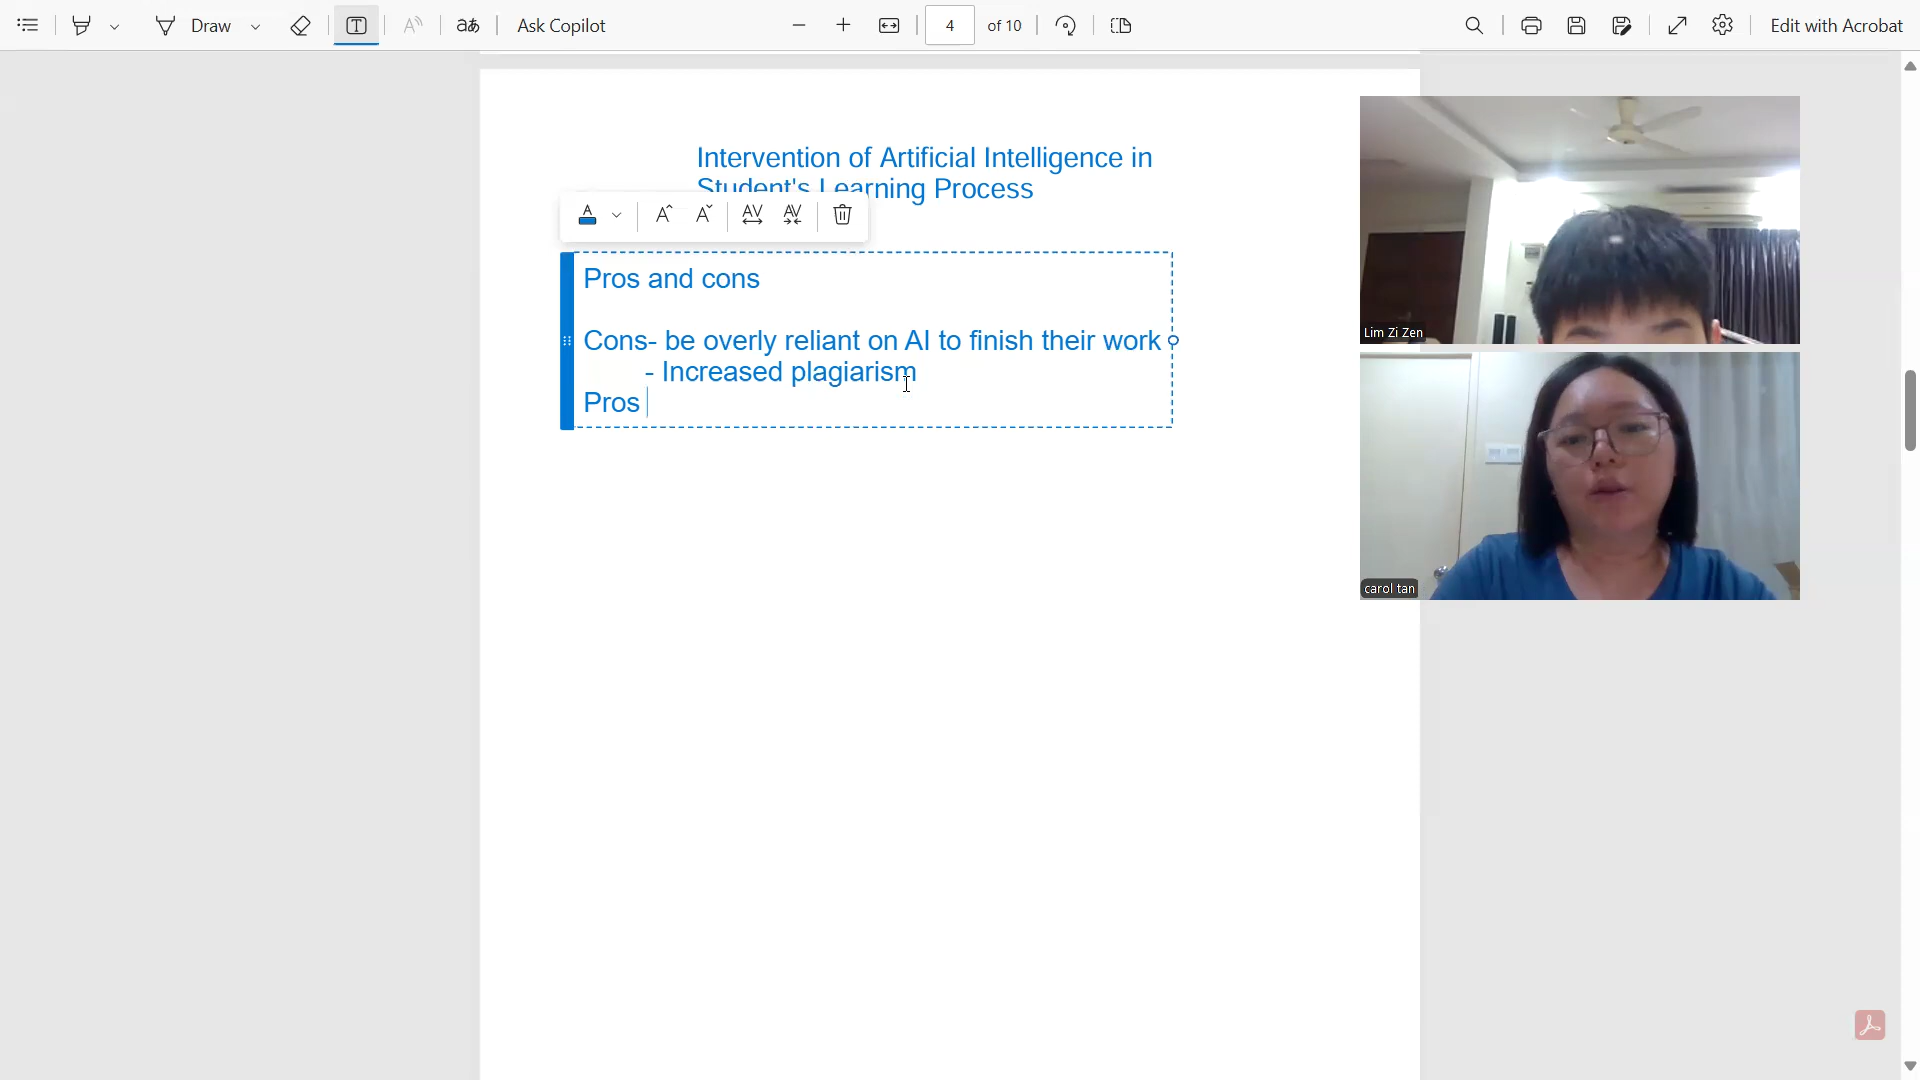 Draw
Ask Copilot
4 of 10
Edit with Acrobat
Intervention of Artificial Intelligence in
Student's Learning Process
Pros and cons
Cons- be overly reliant on AI to finish their work
- Increased plagiarism
Pros
Lim Zi Zen
carol tan